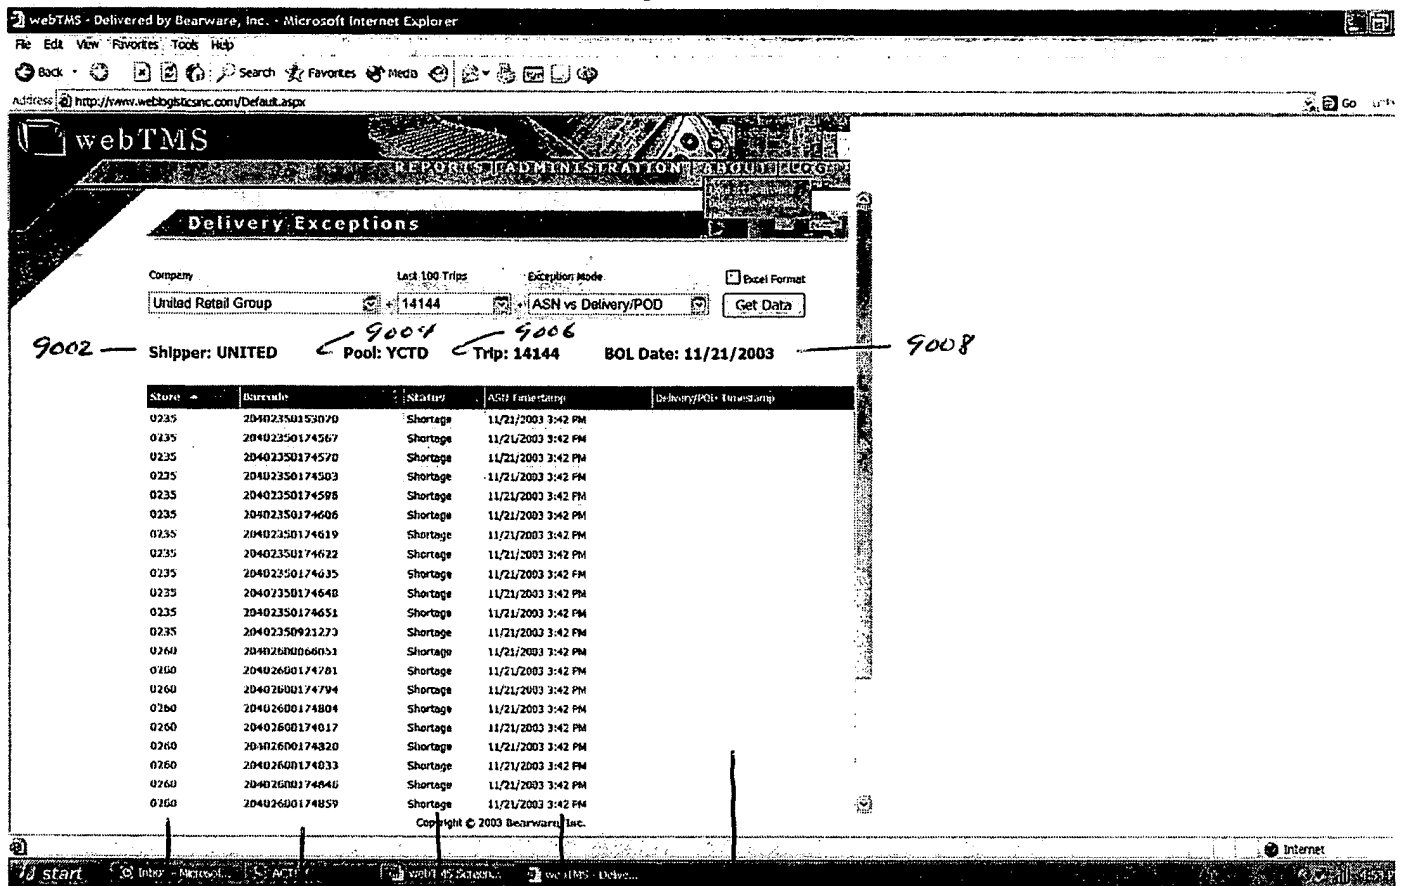 webTMS - Delivered by Bearware, Inc. - Microsoft Internet Explorer
File Edit View Favorites Tools Help
Back Search Favorites Media
Address http://www.weblogisticsinc.com/Default.aspx Go
webTMS
REPORTS | ADMINISTRATION | ABOUT | LOG
Delivery Exceptions
Company Last 100 Trips Exception Mode Excel Format
United Retail Group 14144 ASN vs Delivery/POD Get Data
9004 9006
9002 Shipper: UNITED Pool: YCTD Trip: 14144 BOL Date: 11/21/2003 9008
Store Barcode Status ASN Timestamp Delivery/POD Timestamp
0235 20402350153070 Shortage 11/21/2003 3:42 PM
0235 20402350174567 Shortage 11/21/2003 3:42 PM
0235 20402350174570 Shortage 11/21/2003 3:42 PM
0235 Shortage 11/21/2003 3:42 PM
0235 20402350174598 Shortage 11/21/2003 3:42 PM
0235 20402350174606 Shortage 11/21/2003 3:42 PM
0235 20402350174619 Shortage 11/21/2003 3:42 PM
0235 20402350174622 Shortage 11/21/2003 3:42 PM
0235 20402350174635 Shortage 11/21/2003 3:42 PM
0235 20402350174648 Shortage 11/21/2003 3:42 PM
0235 20402350174651 Shortage 11/21/2003 3:42 PM
0235 20402350921273 Shortage 11/21/2003 3:42 PM
0260 Shortage 11/21/2003 3:42 PM
0260 20402600174781 Shortage 11/21/2003 3:42 PM
0260 20402600174794 Shortage 11/21/2003 3:42 PM
0260 20402600174804 Shortage 11/21/2003 3:42 PM
0260 20402600174817 Shortage 11/21/2003 3:42 PM
0260 20402600174820 Shortage 11/21/2003 3:42 PM
0260 20402600174833 Shortage 11/21/2003 3:42 PM
0260 20402600174846 Shortage 11/21/2003 3:42 PM
0260 20402600174859 Shortage 11/21/2003 3:42 PM
Copyright © 2003 Bearware, Inc.
Internet
start Inbox - Microsof... ACT! webTMS Screen... webTMS - Delive...